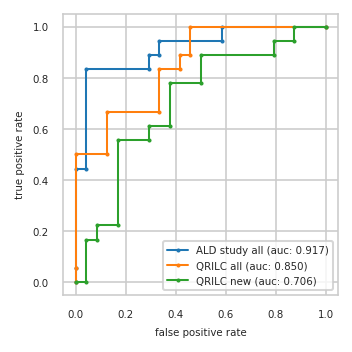 1.0
0.8
0.6
0.4
0.2
0.0
true positive rate
ALD study all (auc: 0.917)
QRILC all (auc: 0.850)
QRILC new (auc: 0.706)
0.0 0.2 0.4 0.6 0.8 1.0
false positive rate